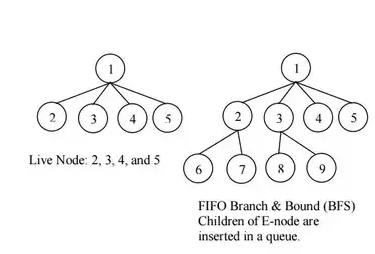 1
2 3 4 5
Live Node: 2, 3, 4, and 5
1
2 3 4 5
6 7 8 9
FIFO Branch & Bound (BFS)
Children of E-node are
inserted in a queue.